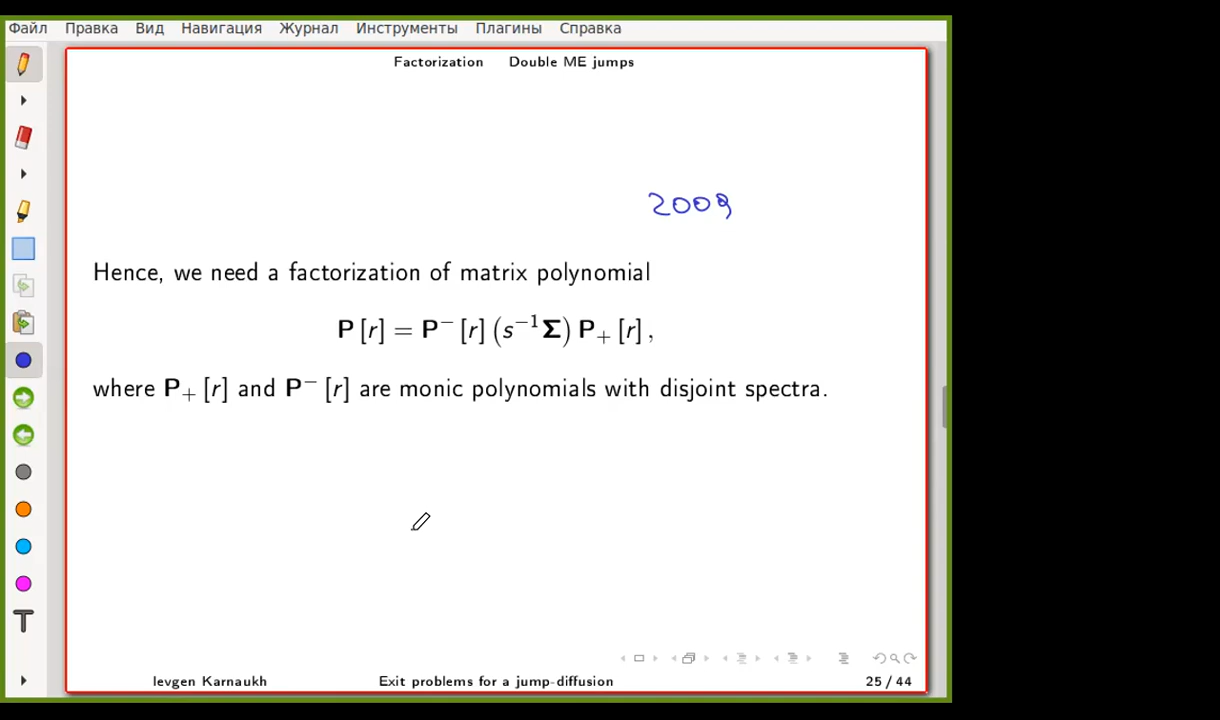 Файл Правка Вид Навигация Журнал Инструменты Плагины Справка
Factorization Double ME jumps
2009
Hence, we need a factorization of matrix polynomial
P [r] = P⁻ [r] (s⁻¹Σ) P₊ [r] ,
where P₊ [r] and P⁻ [r] are monic polynomials with disjoint spectra.
Ievgen Karnaukh Exit problems for a jump-diffusion 25 / 44